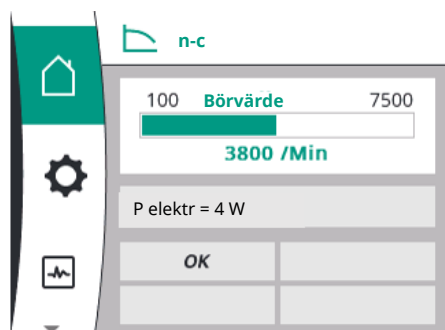 n-c
100 Börvärde 7500
3800 /Min
P elektr = 4 W
OK